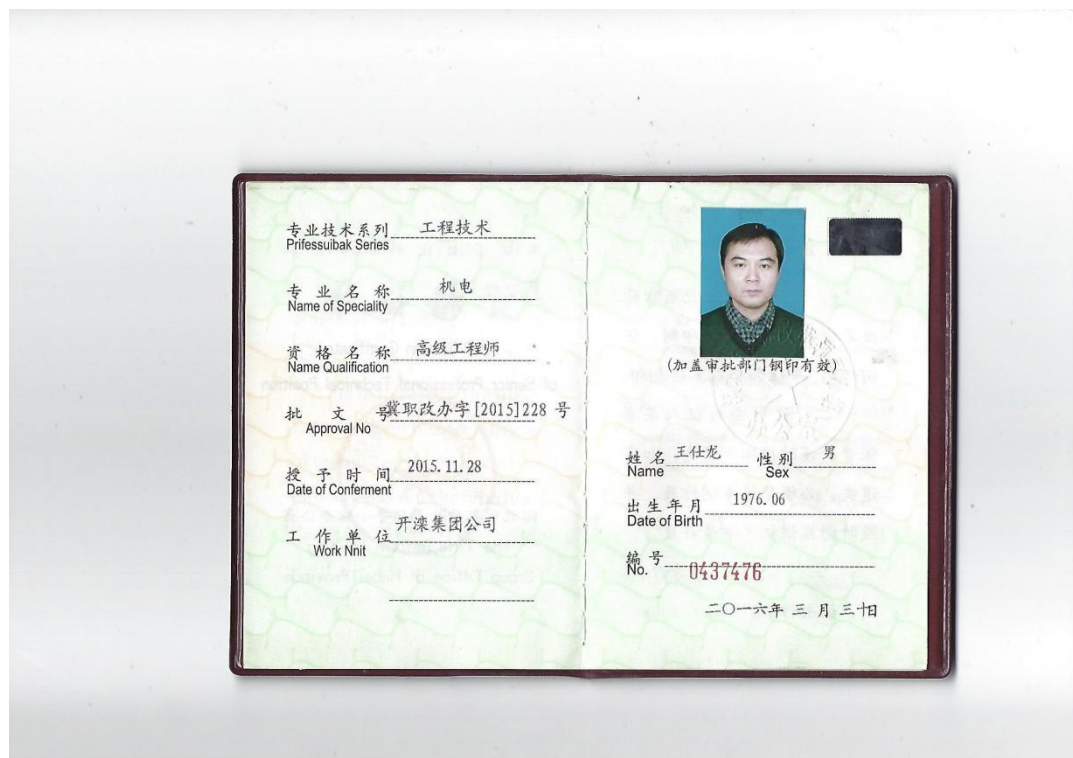 专业技术系列 工程技术
Prifessuibak Series
专业名称 机电
Name of Speciality
资格名称 高级工程师
Name Qualification
批文号 冀职改办字[2015]228 号
Approval No
授予时间 2015.11.28
Date of Conferment
工作单位 开滦集团公司
Work Nnit
(加盖审批部门钢印有效)
姓名 王仕龙 性别 男
Name Sex
出生年月 1976.06
Date of Birth
编号 0437476
No.
二〇一六年 三 月 三十日